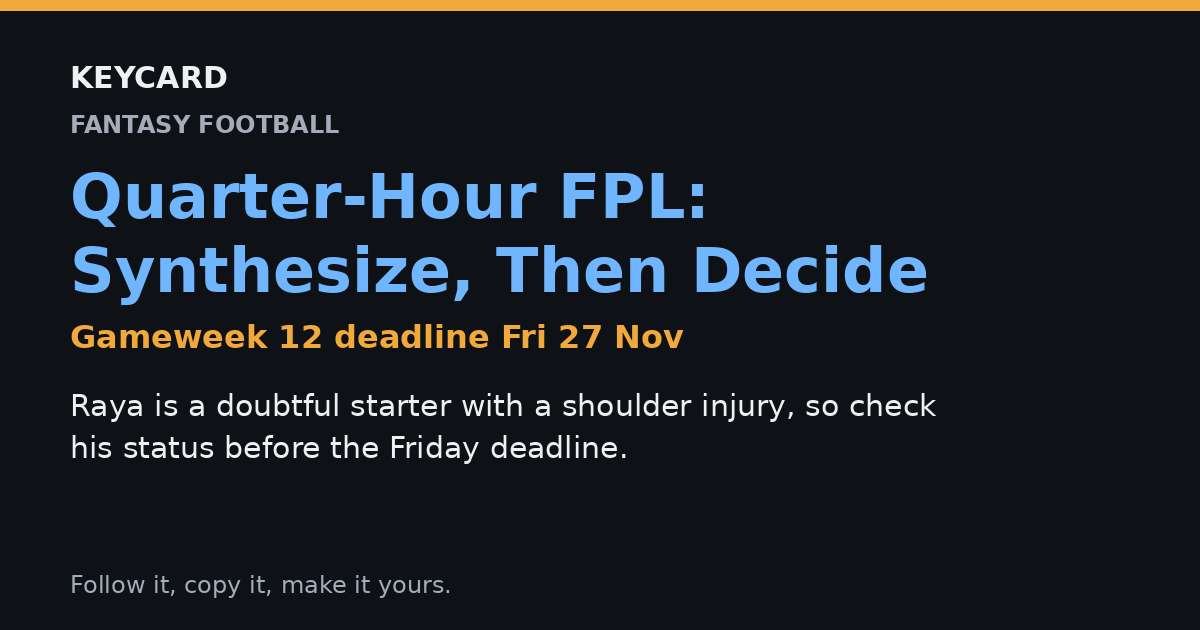 KEYCARD
FANTASY FOOTBALL
Quarter-Hour FPL:
Synthesize, Then Decide
Gameweek 12 deadline Fri 27 Nov
Raya is a doubtful starter with a shoulder injury, so check
his status before the Friday deadline.
Follow it, copy it, make it yours.